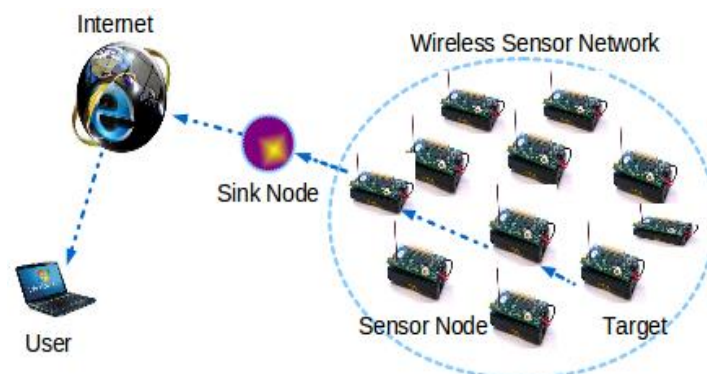 Internet
Wireless Sensor Network
Sink Node
User
Sensor Node
Target